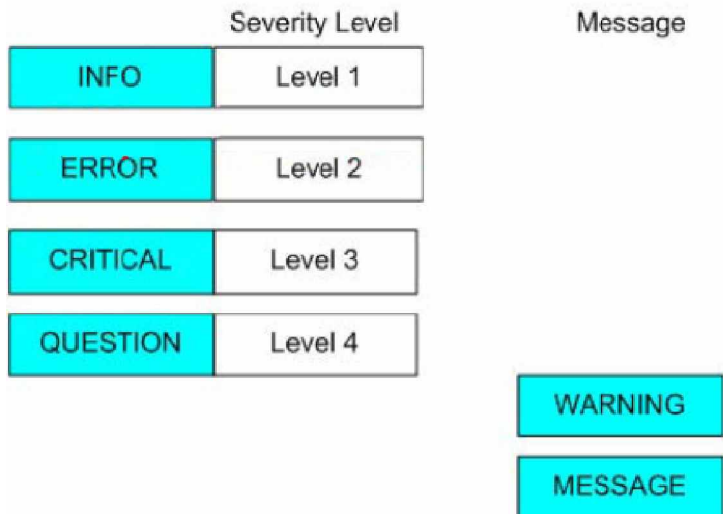 Severity Level Message
INFO Level 1
ERROR Level 2
CRITICAL Level 3
QUESTION Level 4
WARNING
MESSAGE